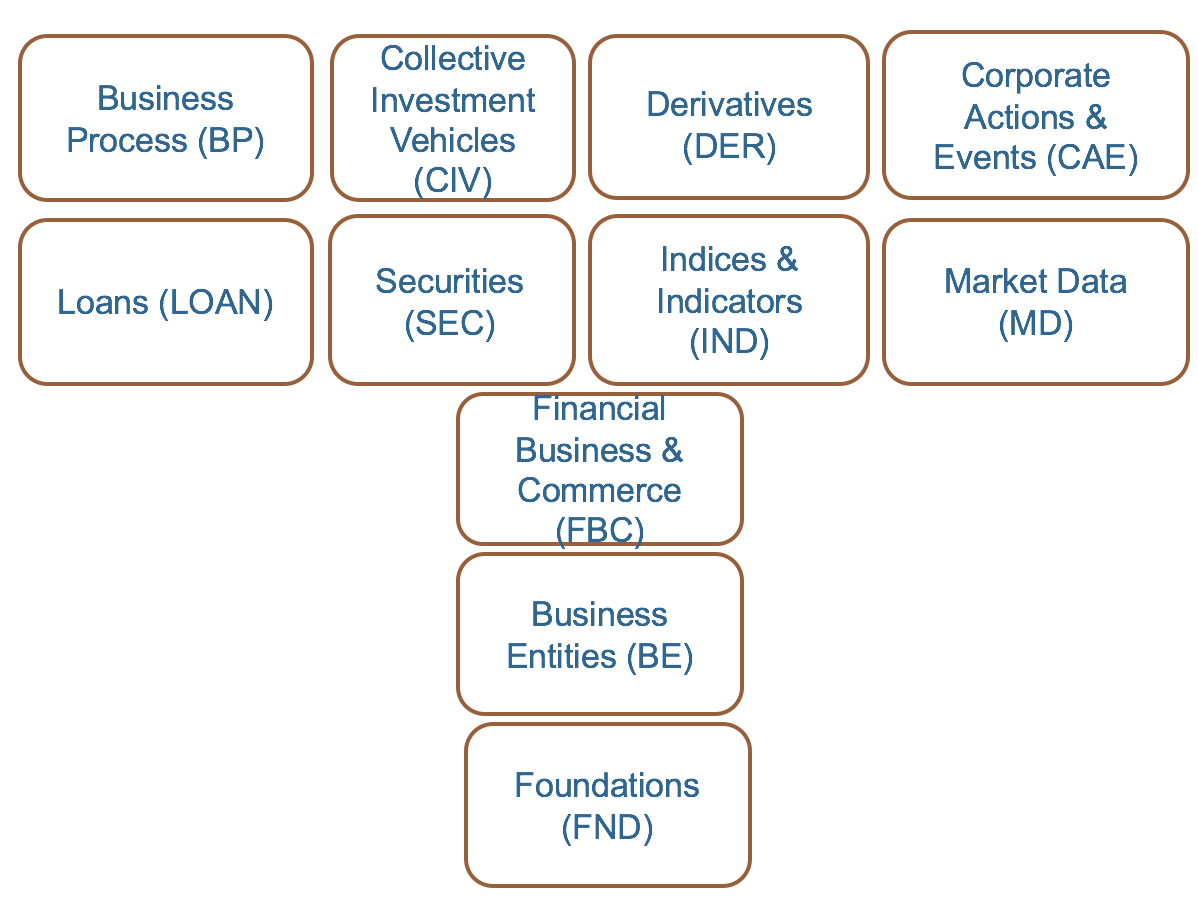 Business
Process (BP)
Collective
Investment
Vehicles
(CIV)
Derivatives
(DER)
Corporate
Actions &
Events (CAE)
Loans (LOAN)
Securities
(SEC)
Indices &
Indicators
(IND)
Market Data
(MD)
Financial
Business &
Commerce
(FBC)
Business
Entities (BE)
Foundations
(FND)